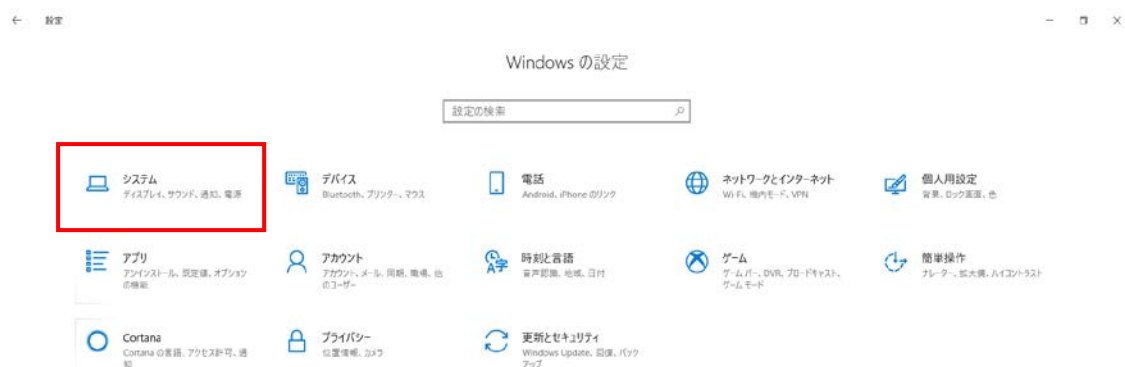 設定
Windows の設定
設定の検索
システム
ディスプレイ、サウンド、通知、電源
デバイス
Bluetooth、プリンター、マウス
電話
Android、iPhone のリンク
ネットワークとインターネット
Wi-Fi、機内モード、VPN
個人用設定
背景、ロック画面、色
アプリ
アンインストール、既定値、オプション
の機能
アカウント
アカウント、メール、同期、職場、他
のユーザー
時刻と言語
音声認識、地域、日付
ゲーム
ゲーム バー、DVR、ブロードキャスト、
ゲーム モード
簡単操作
ナレーター、拡大鏡、ハイコントラスト
Cortana
Cortana の言語、アクセス許可、通
知
プライバシー
位置情報、カメラ
更新とセキュリティ
Windows Update、回復、バック
アップ